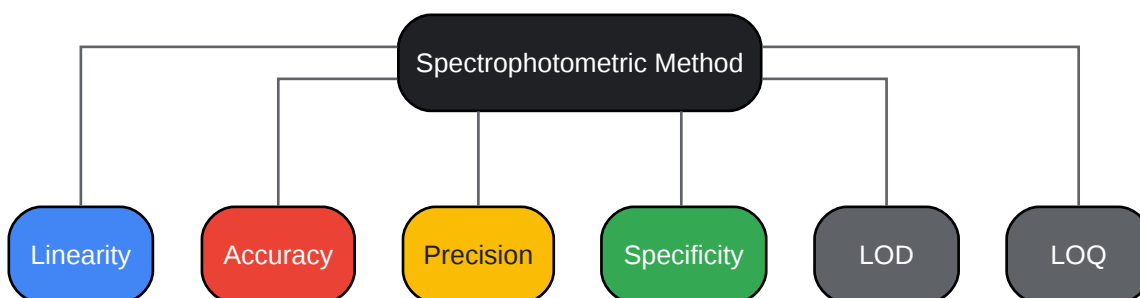 Spectrophotometric Method
Linearity
Accuracy
Precision
Specificity
LOD
LOQ